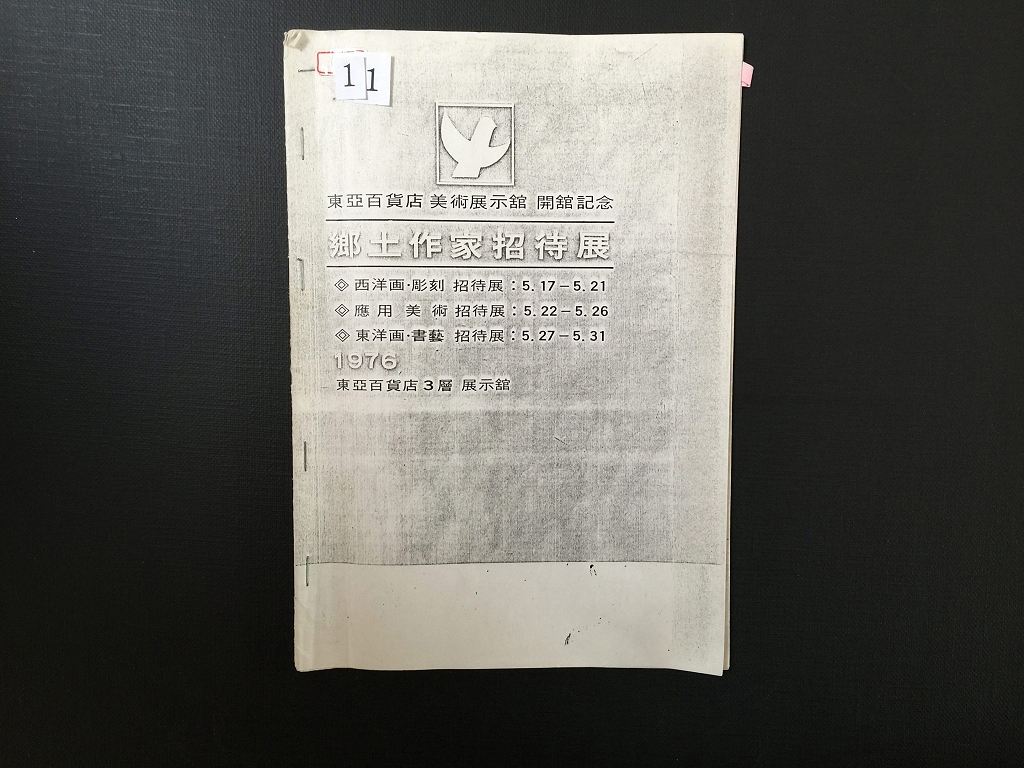 1 1
東亞百貨店 美術展示舘 開舘記念
鄕土作家招待展
◈ 西洋画·彫刻 招待展 : 5. 17 - 5. 21
◈ 應用 美 術 招待展 : 5. 22 - 5. 26
◈ 東洋画·書藝 招待展 : 5. 27 - 5. 31
1976
東亞百貨店 3 層 展示舘